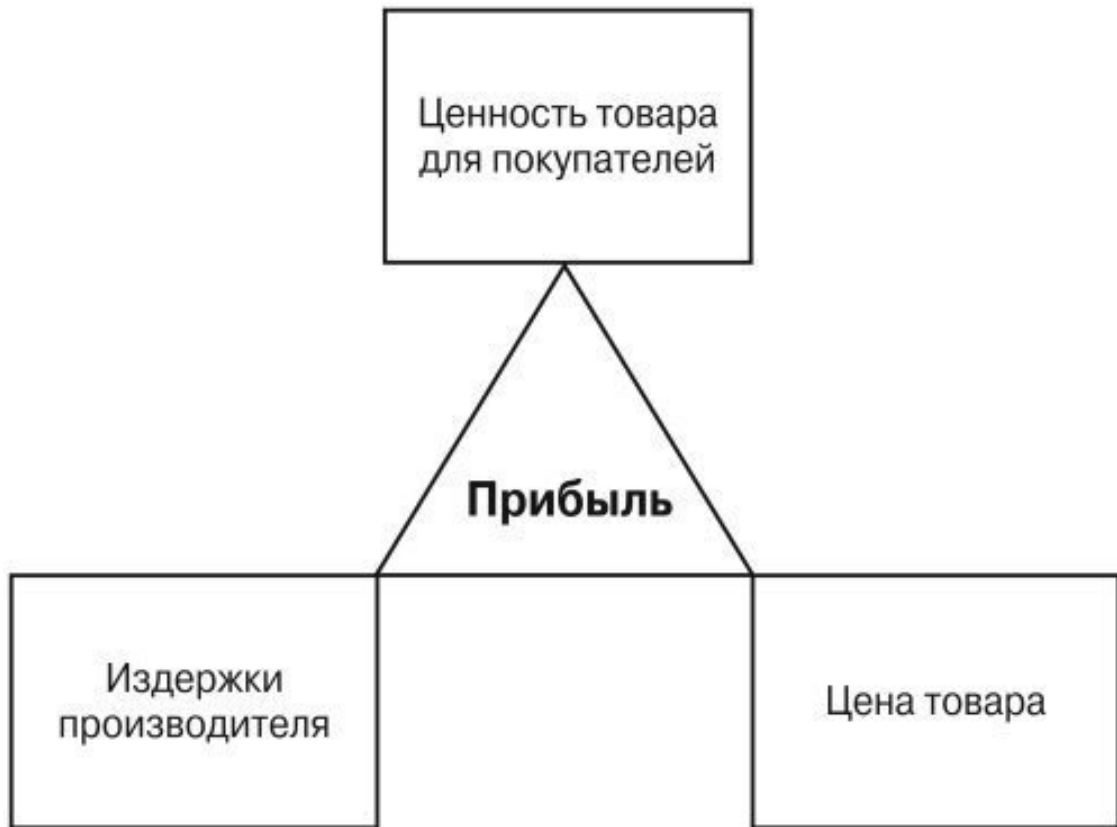 Ценность товара
для покупателей
Прибыль
Издержки
производителя
Цена товара